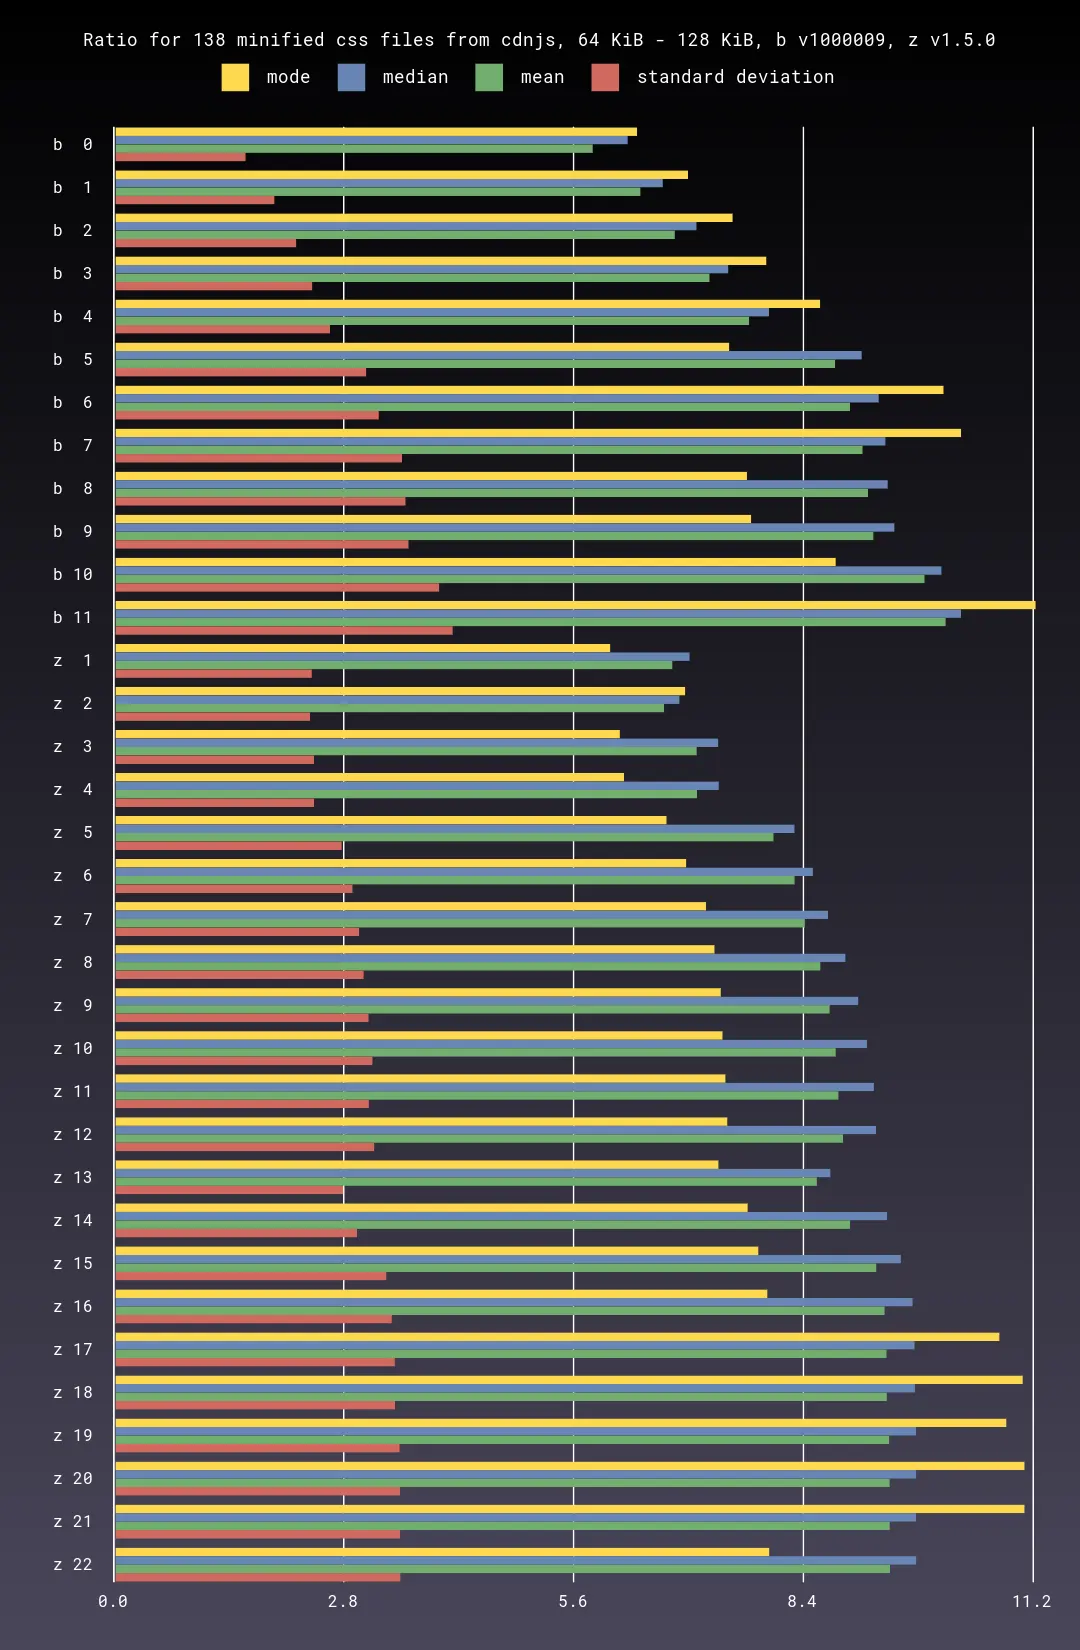 Ratio for 138 minified css files from cdnjs, 64 KiB - 128 KiB, b v1000009, z v1.5.0
mode median mean standard deviation
b 0
b 1
b 2
b 3
b 4
b 5
b 6
b 7
b 8
b 9
b 10
b 11
z 1
z 2
z 3
z 4
z 5
z 6
z 7
z 8
z 9
z 10
z 11
z 12
z 13
z 14
z 15
z 16
z 17
z 18
z 19
z 20
z 21
z 22
0.0 2.8 5.6 8.4 11.2